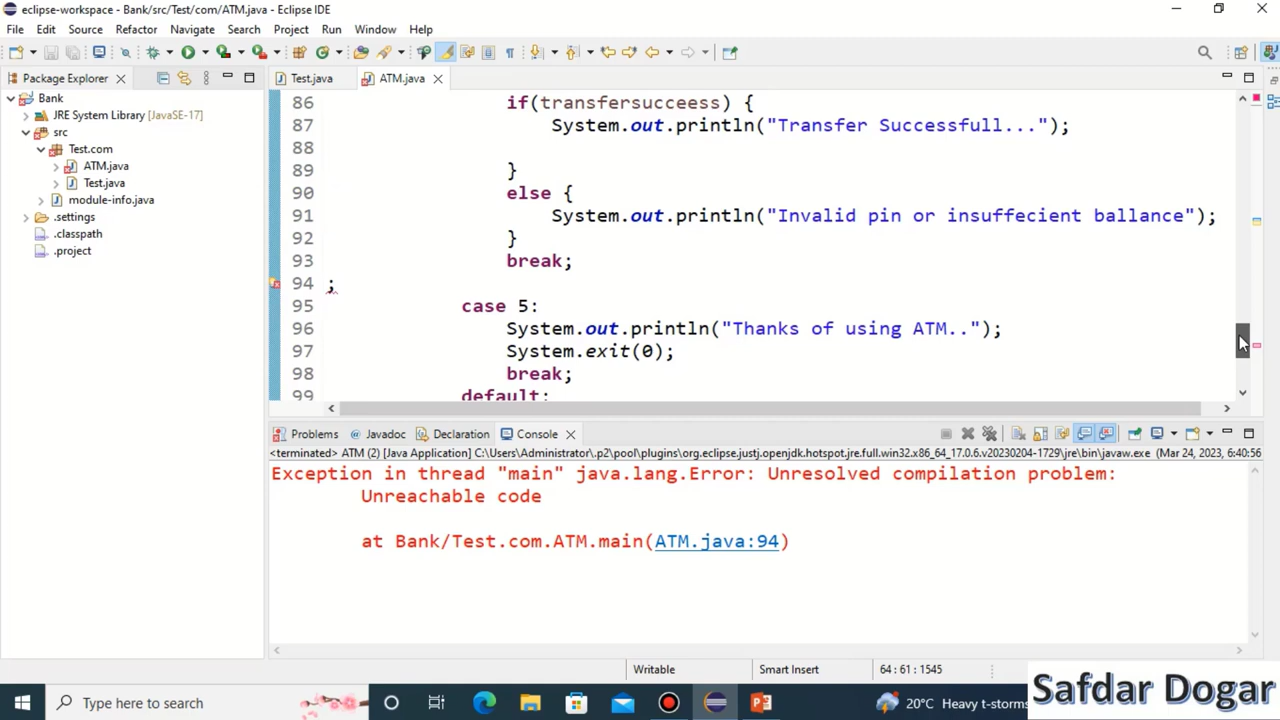 eclipse-workspace - Bank/src/Test/com/ATM.java - Eclipse IDE
File Edit Source Refactor Navigate Search Project Run Window Help
Package Explorer
Bank
JRE System Library [JavaSE-17]
src
Test.com
ATM.java
Test.java
module-info.java
.settings
.classpath
.project
Test.java ATM.java
86 if(transfersucceess) {
87 System.out.println("Transfer Successfull...");
88
89 }
90 else {
91 System.out.println("Invalid pin or insuffecient ballance");
92 }
93 break;
94 ;
95 case 5:
96 System.out.println("Thanks of using ATM..");
97 System.exit(0);
98 break;
99 default:
Problems Javadoc Declaration Console
<terminated> ATM (2) [Java Application] C:\Users\Administrator\.p2\pool\plugins\org.eclipse.justj.openjdk.hotspot.jre.full.win32.x86_64_17.0.6.v20230204-1729\jre\bin\javaw.exe (Mar 24, 2023, 6:40:56
Exception in thread "main" java.lang.Error: Unresolved compilation problem:
Unreachable code
at Bank/Test.com.ATM.main(ATM.java:94)
Writable Smart Insert 64 : 61 : 1545
Type here to search
20°C Heavy t-storms
Safdar Dogar